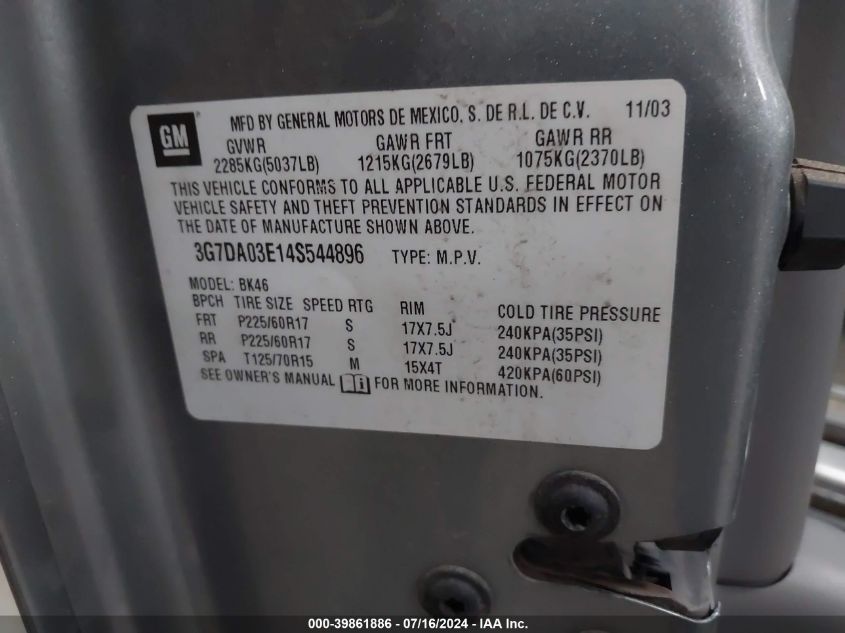 GM
MFD BY GENERAL MOTORS DE MEXICO, S. DE R.L. DE C.V. 11/03
GVWR GAWR FRT GAWR RR
2285KG(5037LB) 1215KG(2679LB) 1075KG(2370LB)
THIS VEHICLE CONFORMS TO ALL APPLICABLE U.S. FEDERAL MOTOR
VEHICLE SAFETY AND THEFT PREVENTION STANDARDS IN EFFECT ON
THE DATE OF MANUFACTURE SHOWN ABOVE.
3G7DA03E14S544896 TYPE: M.P.V.
MODEL: BK46
BPCH TIRE SIZE SPEED RTG RIM COLD TIRE PRESSURE
FRT P225/60R17 S 17X7.5J 240KPA(35PSI)
RR P225/60R17 S 17X7.5J 240KPA(35PSI)
SPA T125/70R15 M 15X4T 420KPA(60PSI)
SEE OWNER'S MANUAL i FOR MORE INFORMATION.
000-39861886 - 07/16/2024 - IAA Inc.